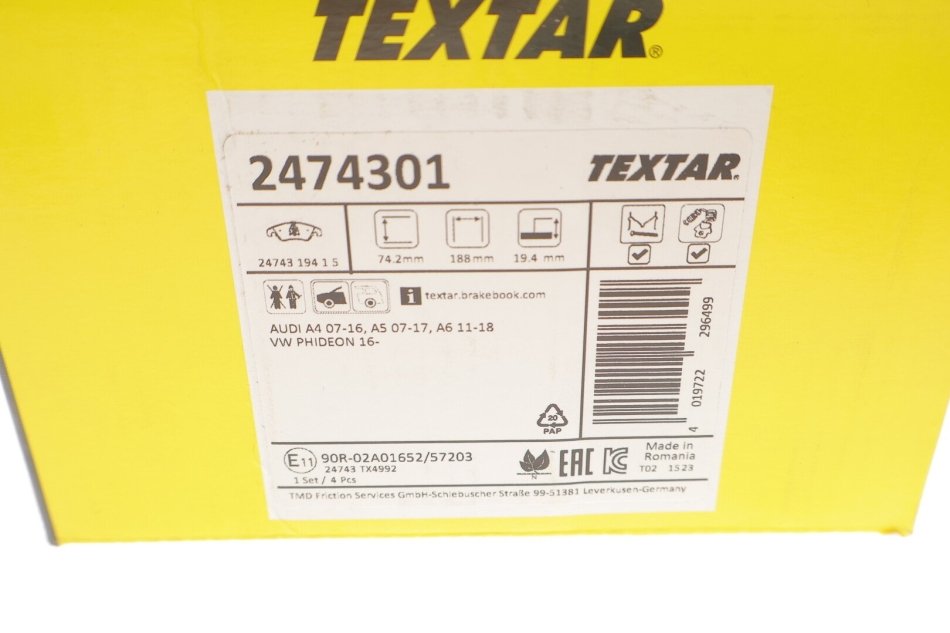 TEXTAR®
2474301
TEXTAR®
24743 194 1 5
74.2mm
188mm
19.4 mm
i textar.brakebook.com
AUDI A4 07-16, A5 07-17, A6 11-18
VW PHIDEON 16-
4 019722 296499
20
PAP
E11 90R-02A01652/57203
24743 TX4992
1 Set / 4 Pcs
N
EAC
Made in
Romania
T02 1523
TMD Friction Services GmbH-Schlebuscher Straße 99-51381 Leverkusen-Germany